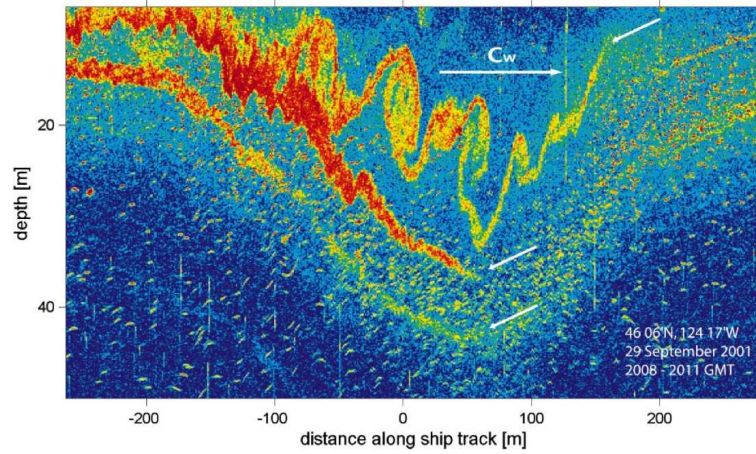 Cw
20
depth [m]
40
46 06'N, 124 17'W
29 September 2001
2008 - 2011 GMT
-200
-100
0
100
200
distance along ship track [m]